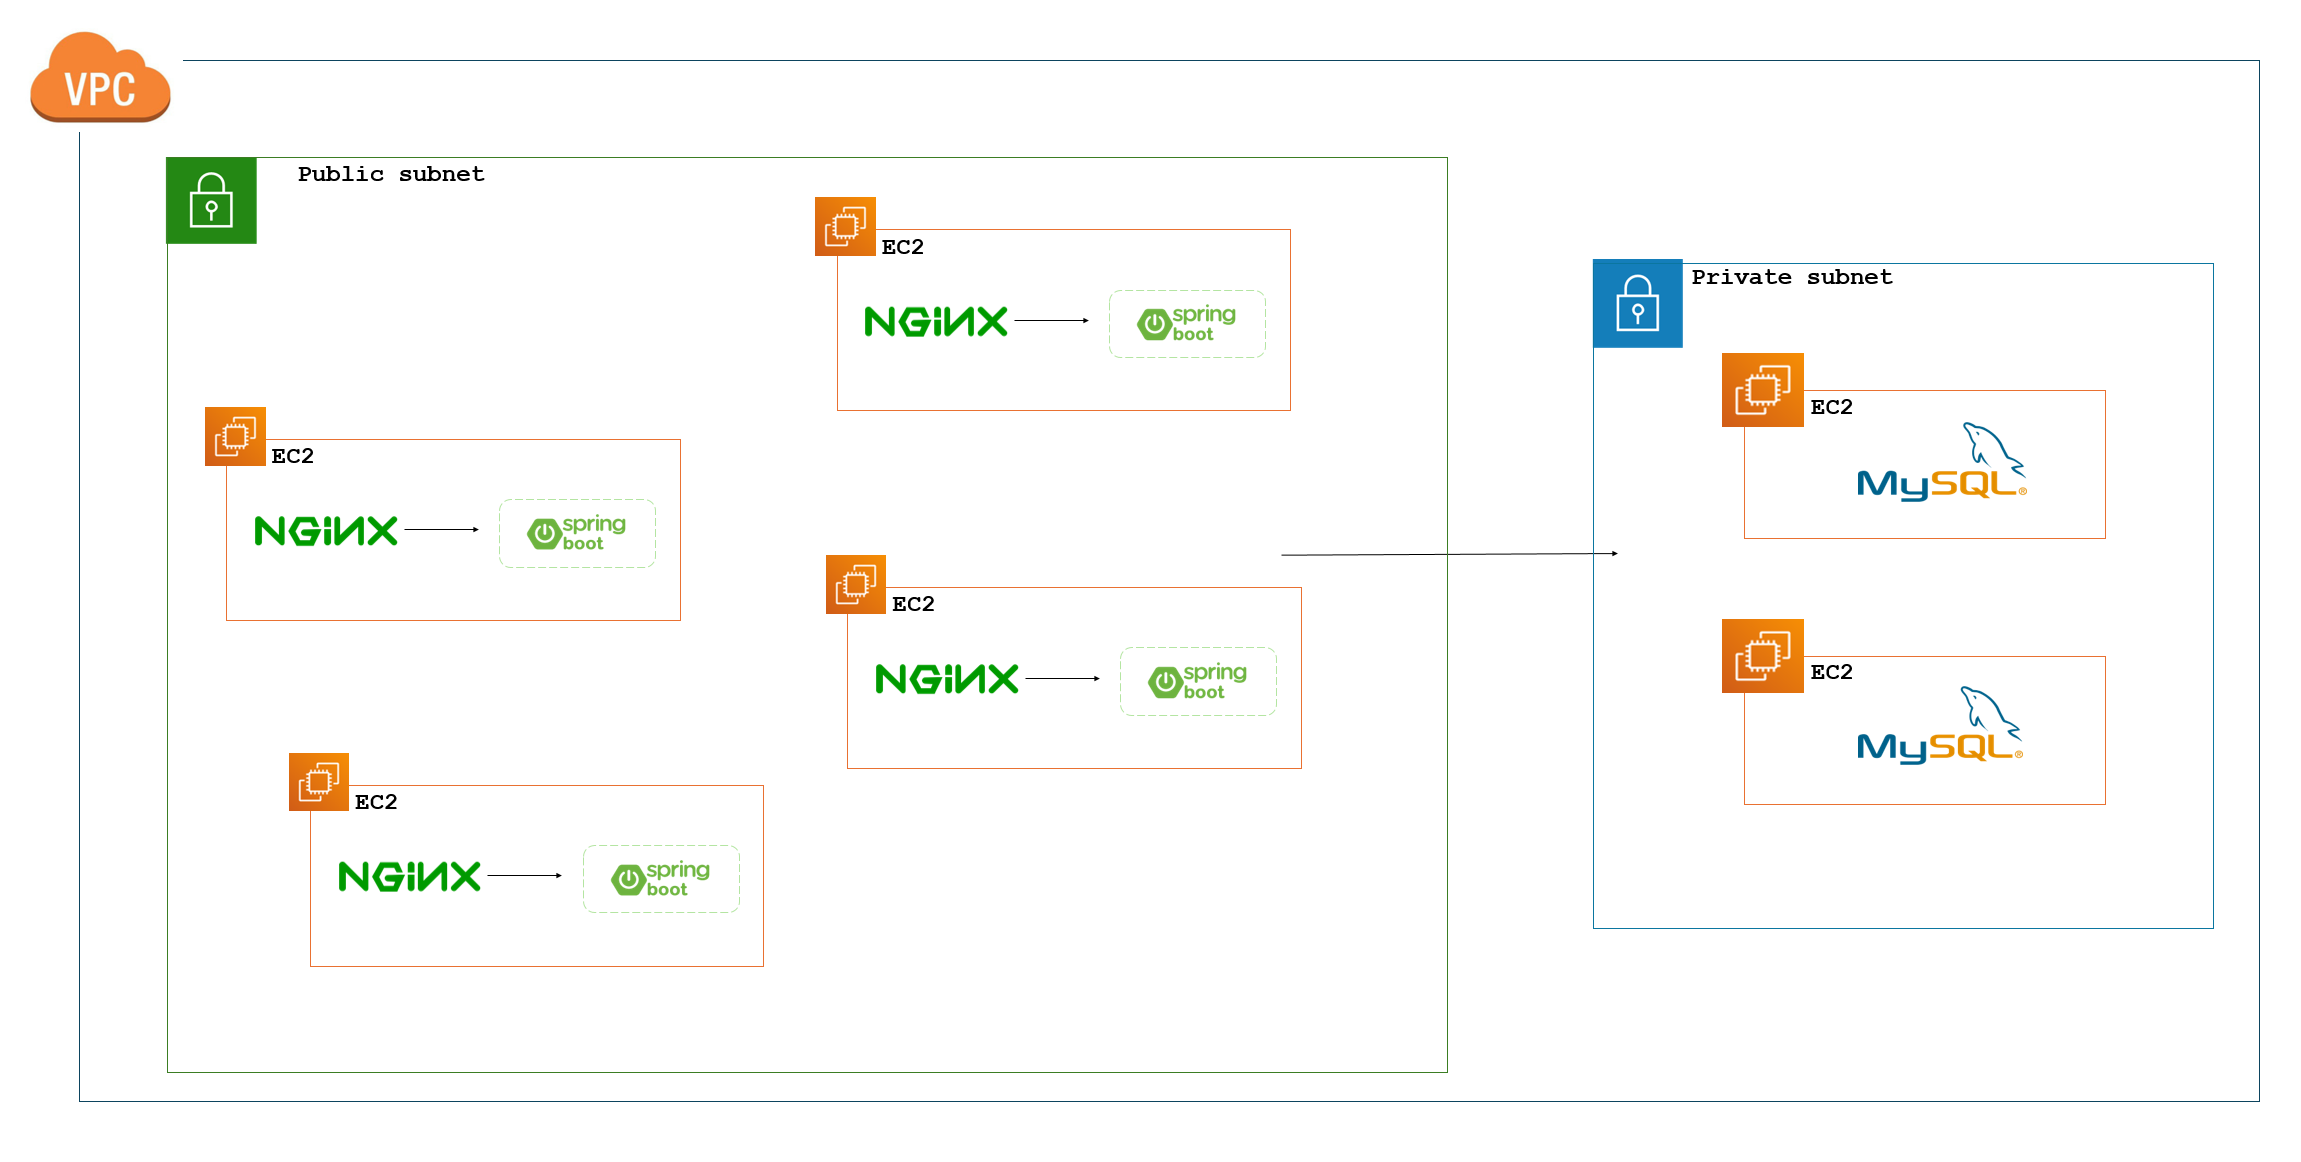 VPC
Public subnet
EC2
NGiNX
spring
boot
Private subnet
EC2
MySQL®
EC2
NGiNX
spring
boot
EC2
NGiNX
spring
boot
EC2
MySQL®
EC2
NGiNX
spring
boot